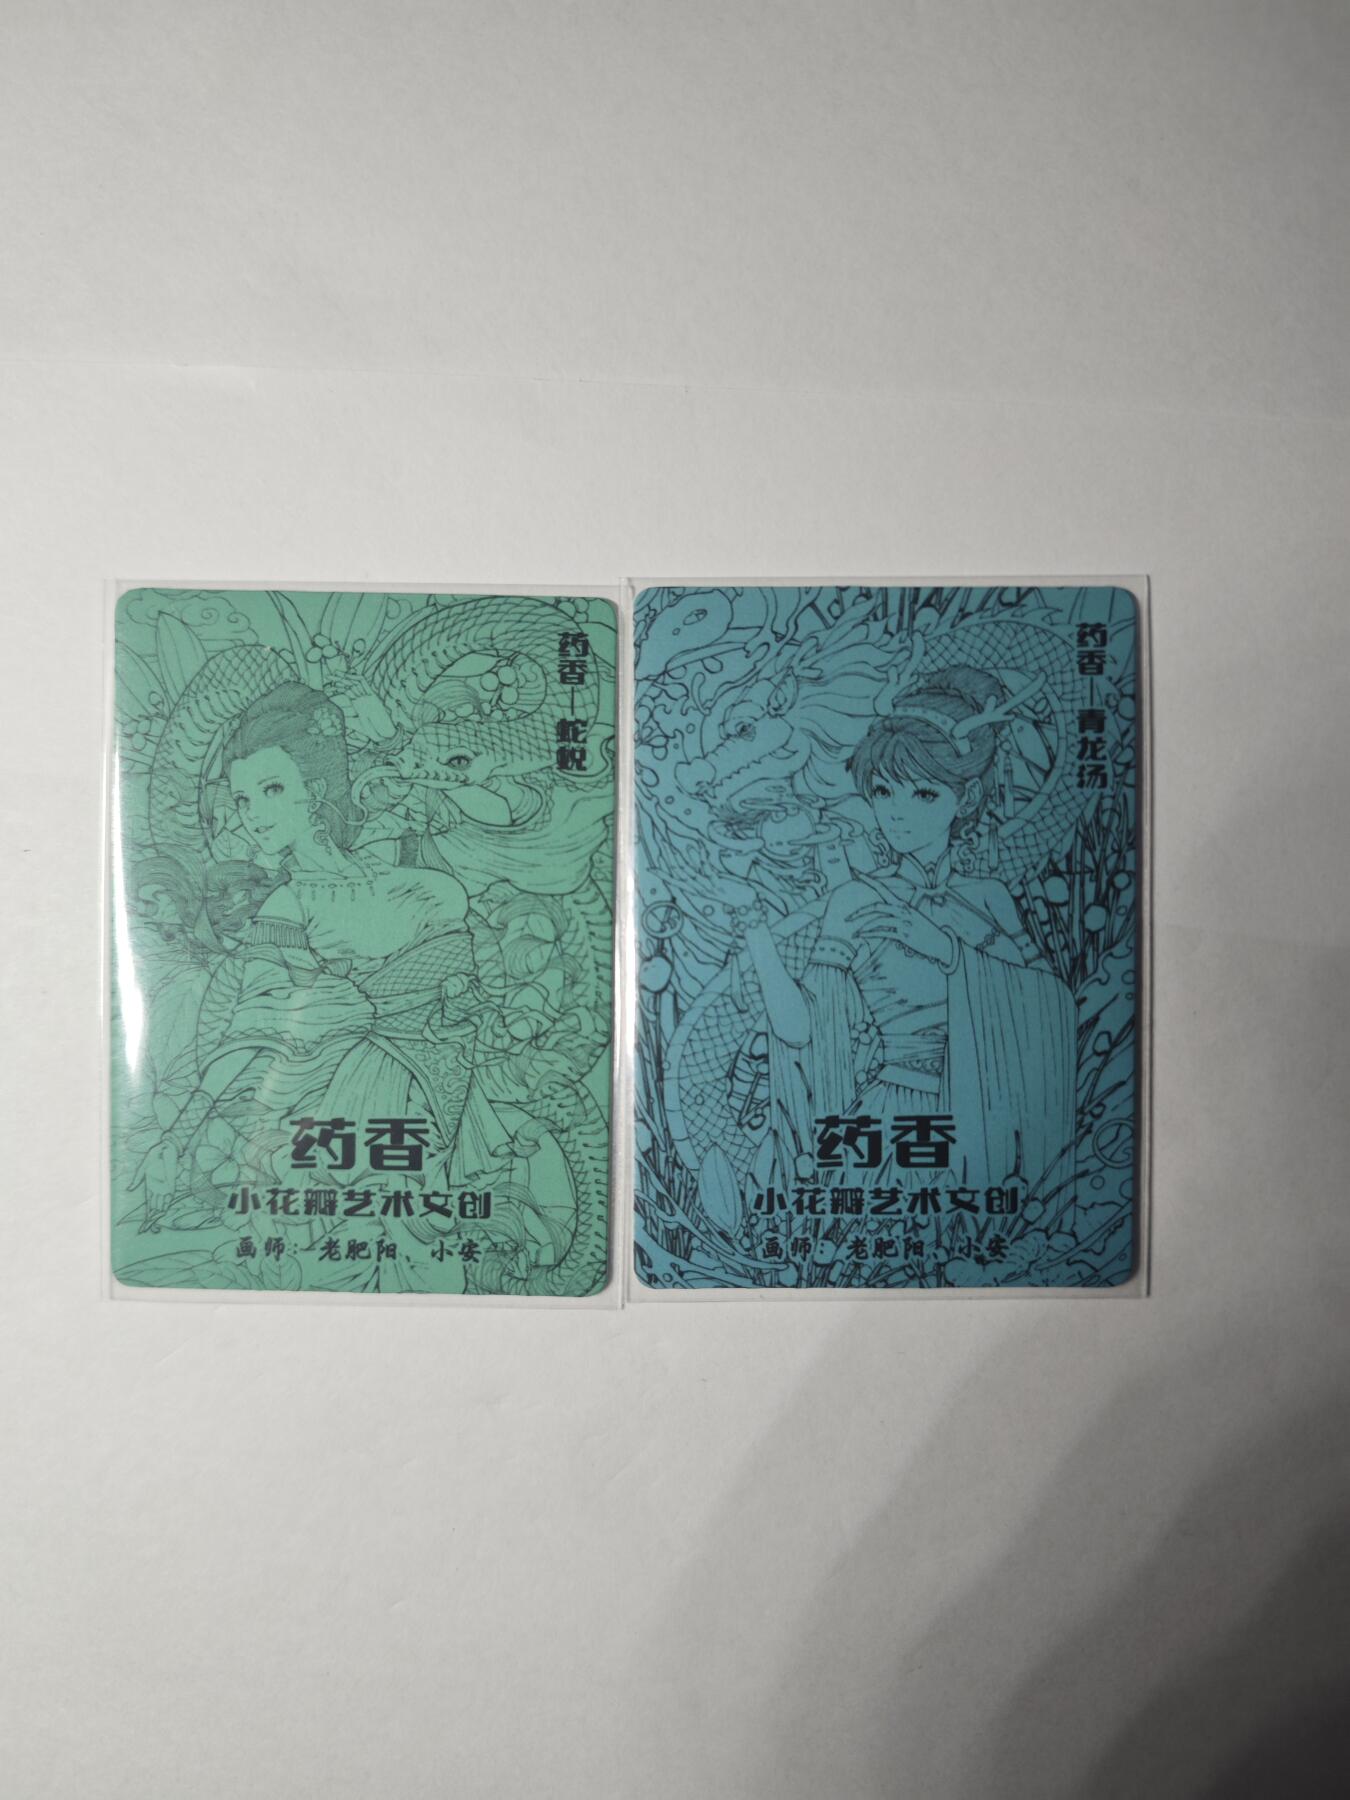 药香—蛇蜕
药香
小花瓣艺术文创
画师：老肥阳、小安
药香—青龙汤
药香
小花瓣艺术文创
画师：老肥阳、小安